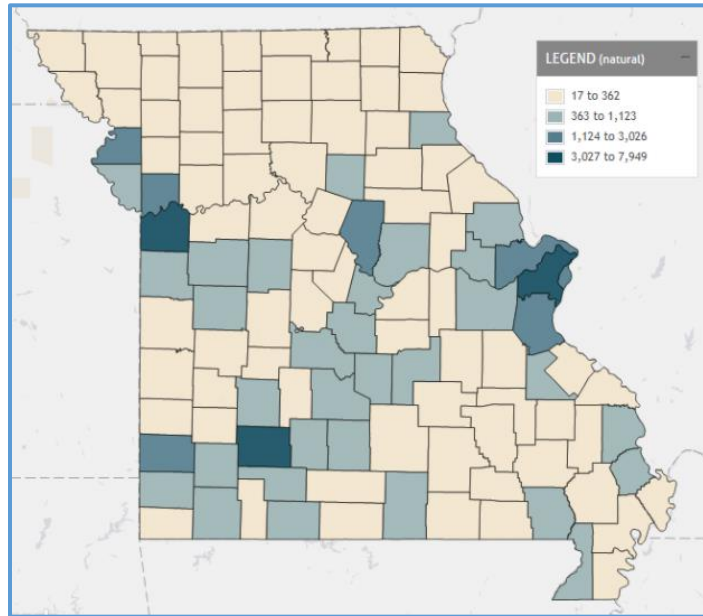 LEGEND (natural)
17 to 362
363 to 1,123
1,124 to 3,026
3,027 to 7,949